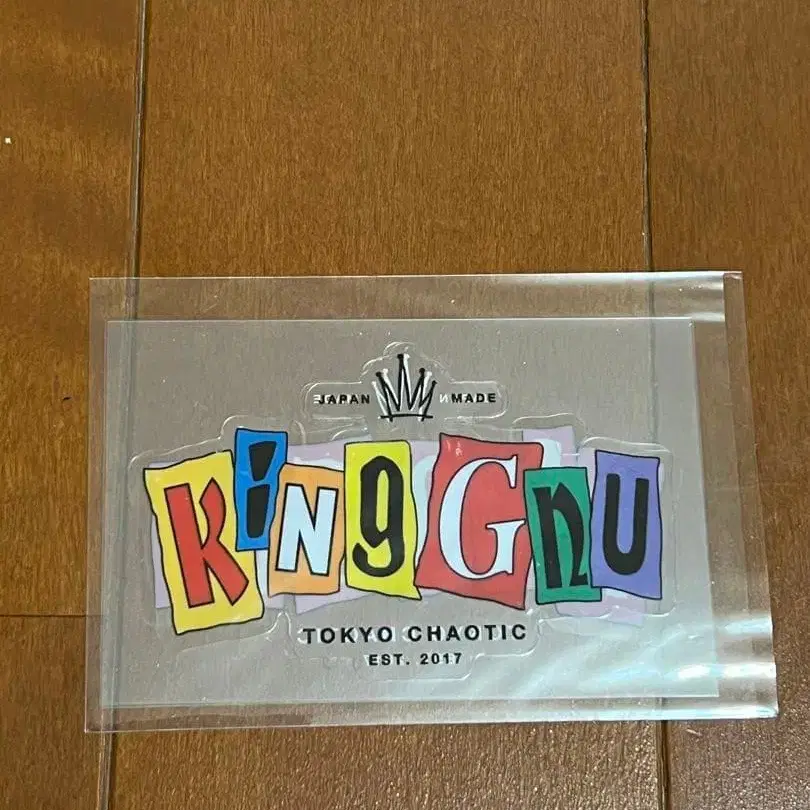 JAPAN MADE
King Gnu
TOKYO CHAOTIC
EST. 2017